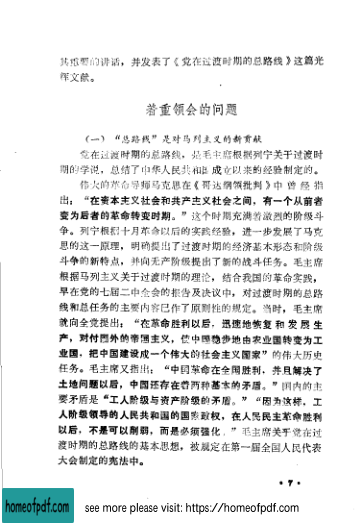 其重要的讲话，并发表了《党在过渡时期的总路线》这篇光
辉文献。
着重领会的问题
（一）“总路线”是对马列主义的新贡献
党在过渡时期的总路线，是毛主席根据列宁关于过渡时
期的学说，总结了中华人民共和国成立以来的经验制定的。
伟大的革命导师马克思在《哥达纲领批判》中曾经指
出：“在资本主义社会和共产主义社会之间，有一个从前者
变为后者的革命转变时期。”这个时期充满着激烈的阶级斗
争。列宁根据十月革命以后的实践经验，进一步发展了马克
思的这一原理，明确提出了过渡时期的经济基本形态和阶级
斗争的新特点，并向无产阶级提出了新的战斗任务。毛主席
根据马列主义关于过渡时期的理论，结合我国的革命实践，
早在党的七届二中全会的报告及决议中，对过渡时期的总路
线和总任务的主要内容已作了原则性的规定。当时，毛主席
就向全党提出：“在革命胜利以后，迅速地恢复和发展生
产，对付国外的帝国主义，使中国稳步地由农业国转变为工
业国，把中国建设成一个伟大的社会主义国家”的伟大历史
任务。毛主席又指出：“中国革命在全国胜利，并且解决了
土地问题以后，中国还存在着两种基本的矛盾。”国内的主
要矛盾是“工人阶级与资产阶级的矛盾。”“因为这样，工
人阶级领导的人民共和国的国家政权，在人民民主革命胜利
以后，不是可以削弱，而是必须强化。”毛主席关于党在过
渡时期的总路线的基本思想，被规定在第一届全国人民代表
大会制定的宪法中。
·7·
homeofpdf.com
see more please visit: https://homeofpdf.com